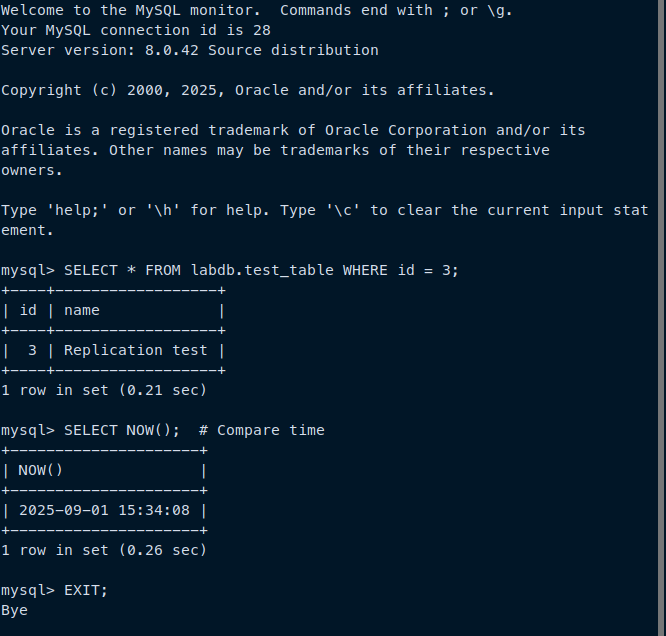 Welcome to the MySQL monitor.  Commands end with ; or \g.
Your MySQL connection id is 28
Server version: 8.0.42 Source distribution

Copyright (c) 2000, 2025, Oracle and/or its affiliates.

Oracle is a registered trademark of Oracle Corporation and/or its
affiliates. Other names may be trademarks of their respective
owners.

Type 'help;' or '\h' for help. Type '\c' to clear the current input stat
ement.

mysql> SELECT * FROM labdb.test_table WHERE id = 3;
+----+------------------+
| id | name             |
+----+------------------+
|  3 | Replication test |
+----+------------------+
1 row in set (0.21 sec)

mysql> SELECT NOW();  # Compare time
+---------------------+
| NOW()               |
+---------------------+
| 2025-09-01 15:34:08 |
+---------------------+
1 row in set (0.26 sec)

mysql> EXIT;
Bye